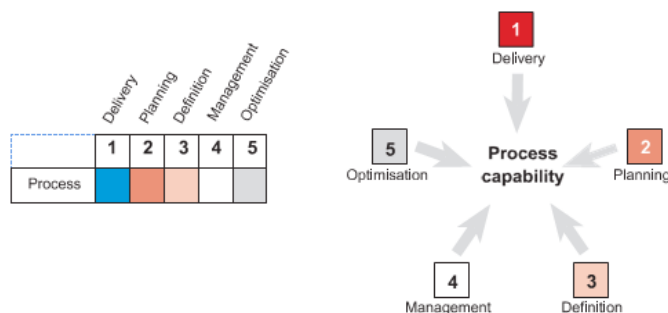 Delivery
Planning
Definition
Management
Optimisation
1 2 3 4 5
Process
1
Delivery
5
Optimisation
Process
capability
2
Planning
4
Management
3
Definition